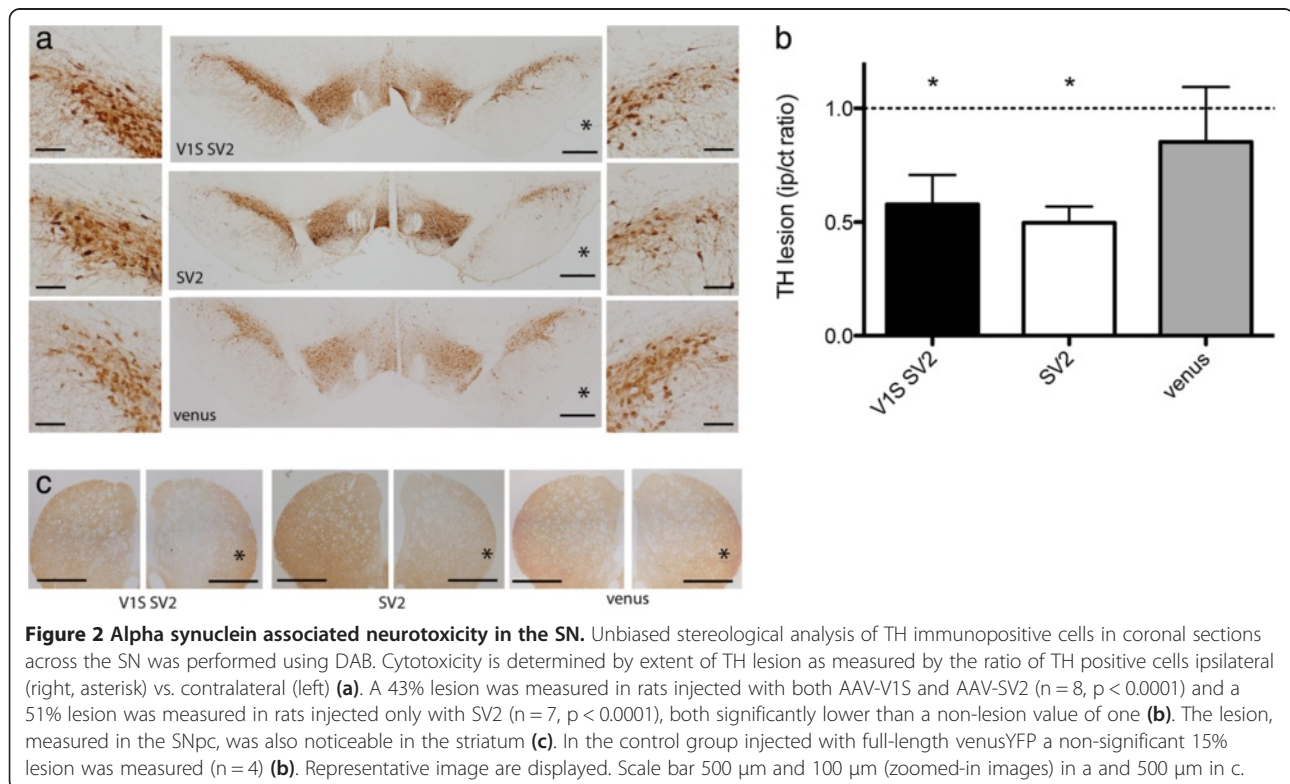 a
V1S SV2
*
SV2
*
venus
*
b
* *
TH lesion (ip/ct ratio)
1.0
0.5
0.0
V1S SV2
SV2
venus
c
* * *
V1S SV2 SV2 venus
Figure 2 Alpha synuclein associated neurotoxicity in the SN. Unbiased stereological analysis of TH immunopositive cells in coronal sections
across the SN was performed using DAB. Cytotoxicity is determined by extent of TH lesion as measured by the ratio of TH positive cells ipsilateral
(right, asterisk) vs. contralateral (left) (a). A 43% lesion was measured in rats injected with both AAV-V1S and AAV-SV2 (n = 8, p < 0.0001) and a
51% lesion was measured in rats injected only with SV2 (n = 7, p < 0.0001), both significantly lower than a non-lesion value of one (b). The lesion,
measured in the SNpc, was also noticeable in the striatum (c). In the control group injected with full-length venusYFP a non-significant 15%
lesion was measured (n = 4) (b). Representative image are displayed. Scale bar 500 μm and 100 μm (zoomed-in images) in a and 500 μm in c.